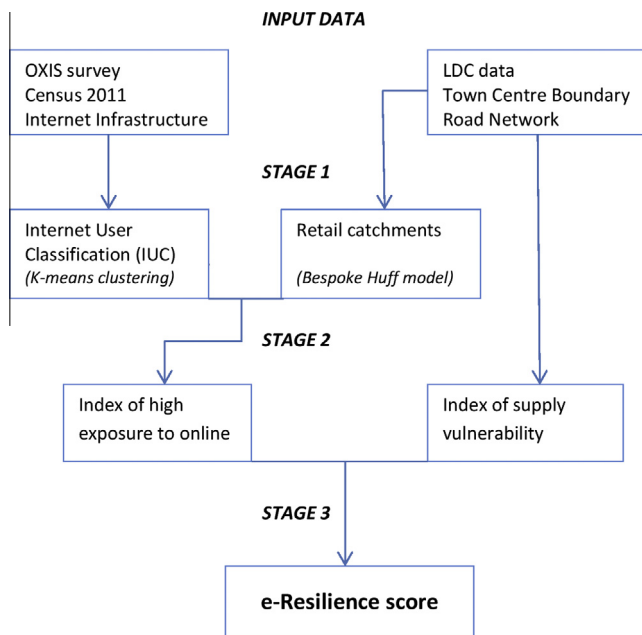 INPUT DATA
OXIS survey
Census 2011
Internet Infrastructure
LDC data
Town Centre Boundary
Road Network
STAGE 1
Internet User
Classification (IUC)
(K-means clustering)
Retail catchments
(Bespoke Huff model)
STAGE 2
Index of high
exposure to online
Index of supply
vulnerability
STAGE 3
e-Resilience score